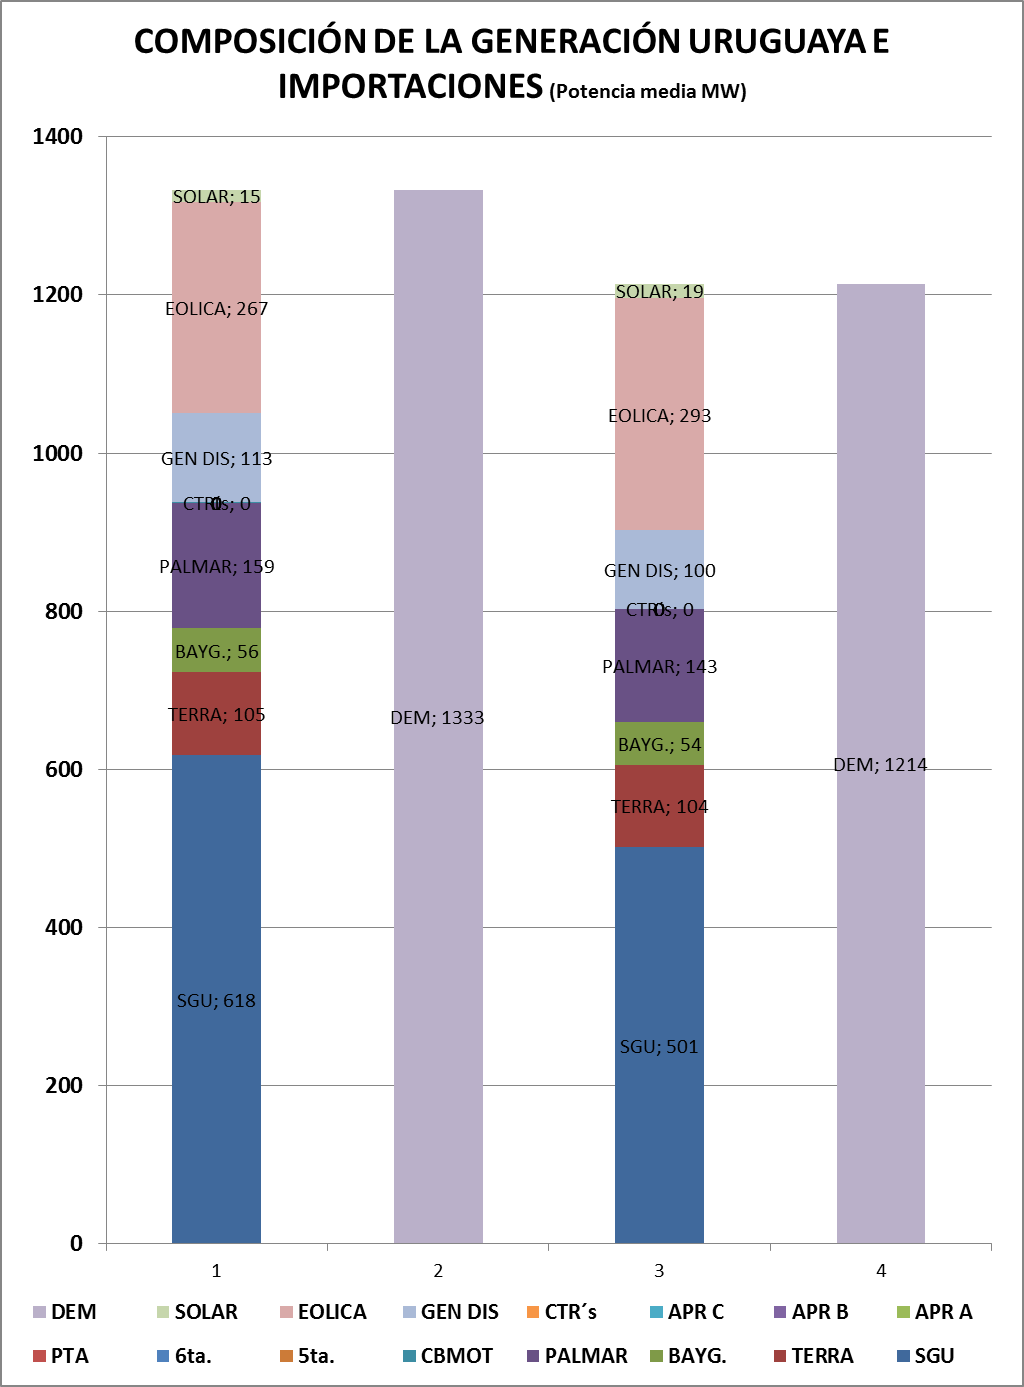 COMPOSICIÓN DE LA GENERACIÓN URUGUAYA E
IMPORTACIONES (Potencia media MW)
1400
1200
1000
800
600
400
200
0
SOLAR; 15
EOLICA; 267
GEN DIS; 113
PALMAR; 159
BAYG.; 56
TERRA; 105
SGU; 618
DEM; 1333
SOLAR; 19
EOLICA; 293
GEN DIS; 100
PALMAR; 143
BAYG.; 54
TERRA; 104
SGU; 501
DEM; 1214
1 2 3 4
DEM SOLAR EOLICA GEN DIS CTR´s APR C APR B APR A
PTA 6ta. 5ta. CBMOT PALMAR BAYG. TERRA SGU